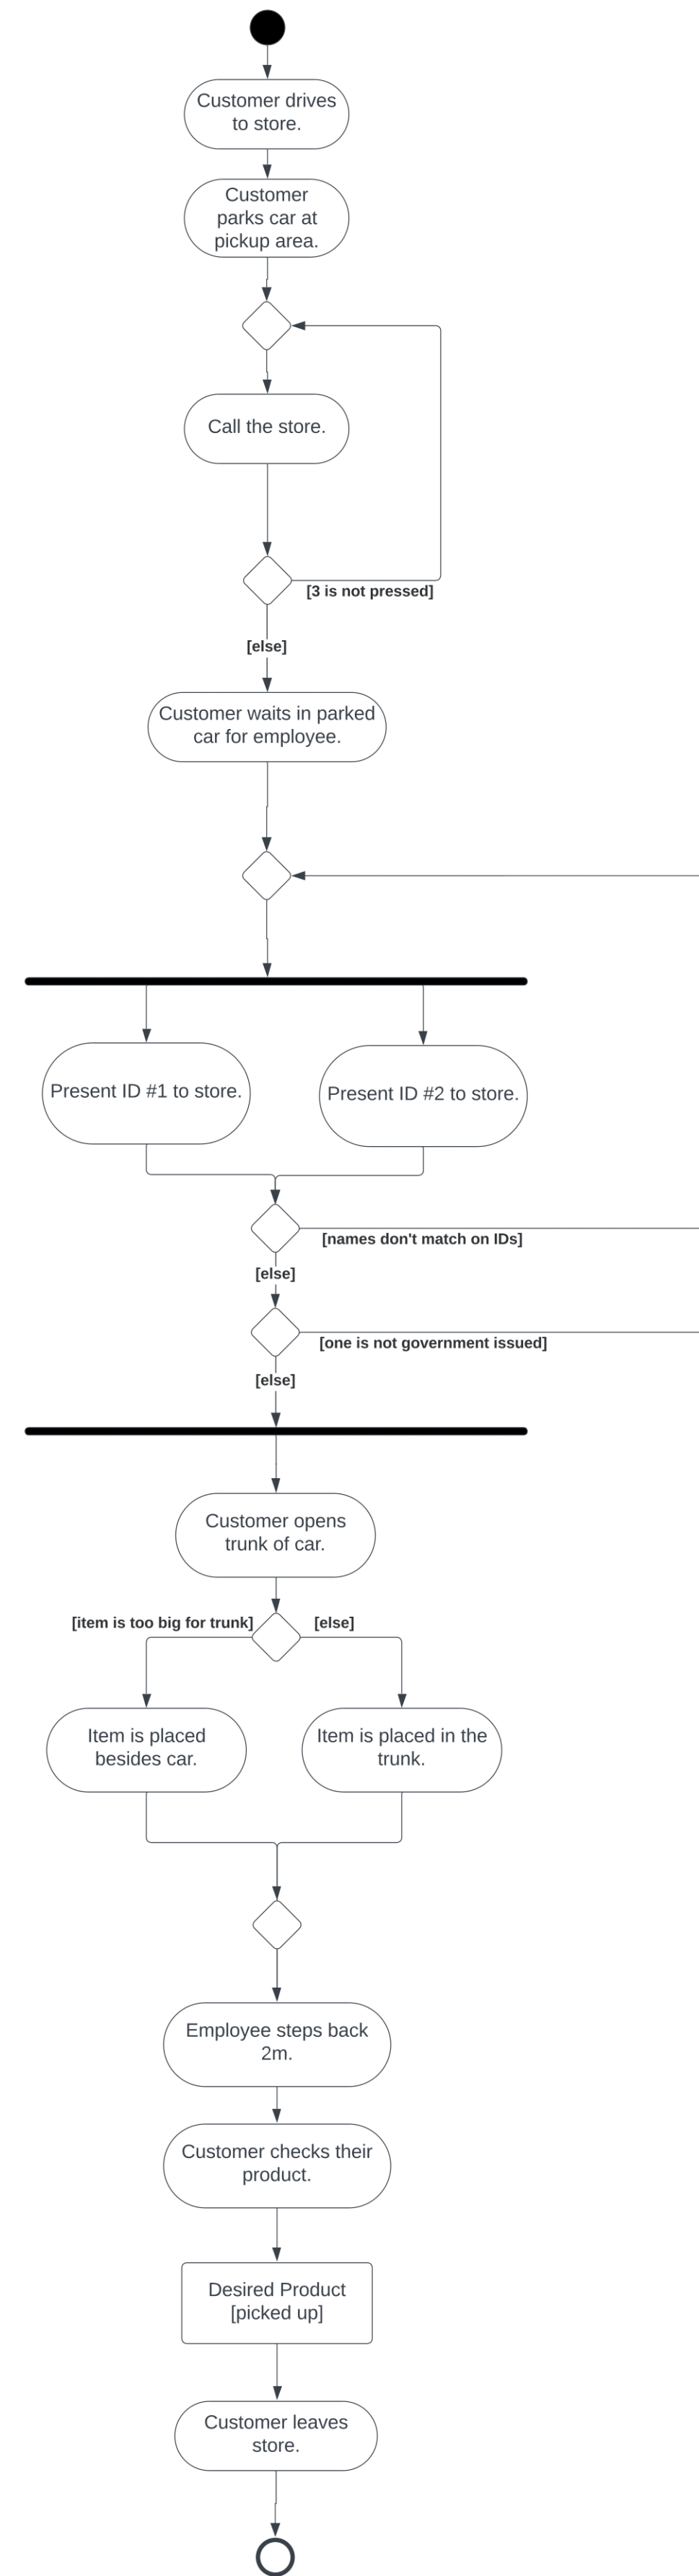 Customer drives
to store.
Customer
parks car at
pickup area.
Call the store.
[3 is not pressed]
[else]
Customer waits in parked
car for employee.
Present ID #1 to store.
Present ID #2 to store.
[names don't match on IDs]
[else]
[one is not government issued]
[else]
Customer opens
trunk of car.
[item is too big for trunk]
[else]
Item is placed
besides car.
Item is placed in the
trunk.
Employee steps back
2m.
Customer checks their
product.
Desired Product
[picked up]
Customer leaves
store.